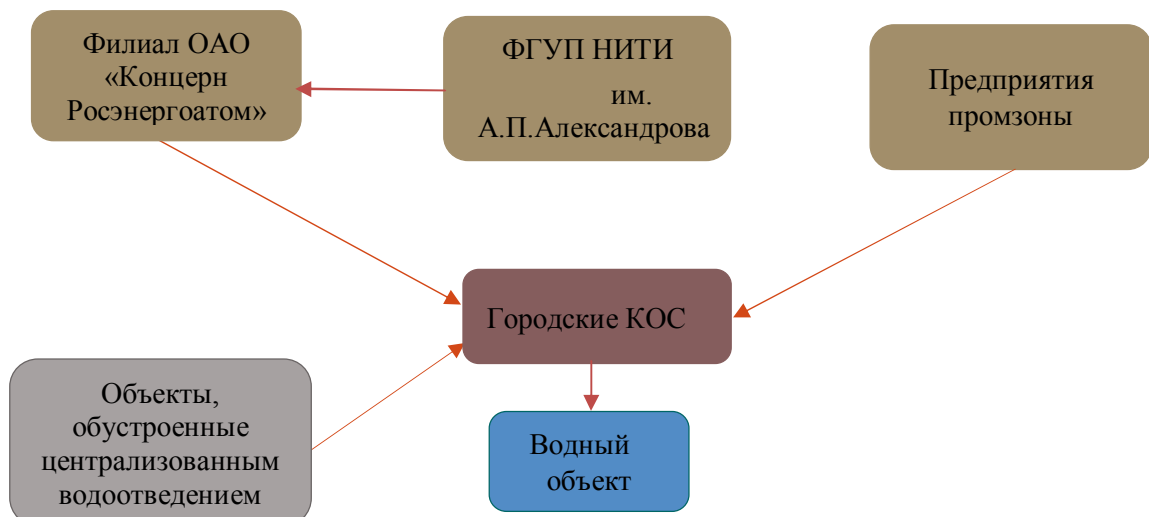 Филиал ОАО
«Концерн
Росэнергоатом»
ФГУП НИТИ
им.
А.П.Александрова
Предприятия
промзоны
Городские КОС
Объекты,
обустроенные
централизованным
водоотведением
Водный
объект